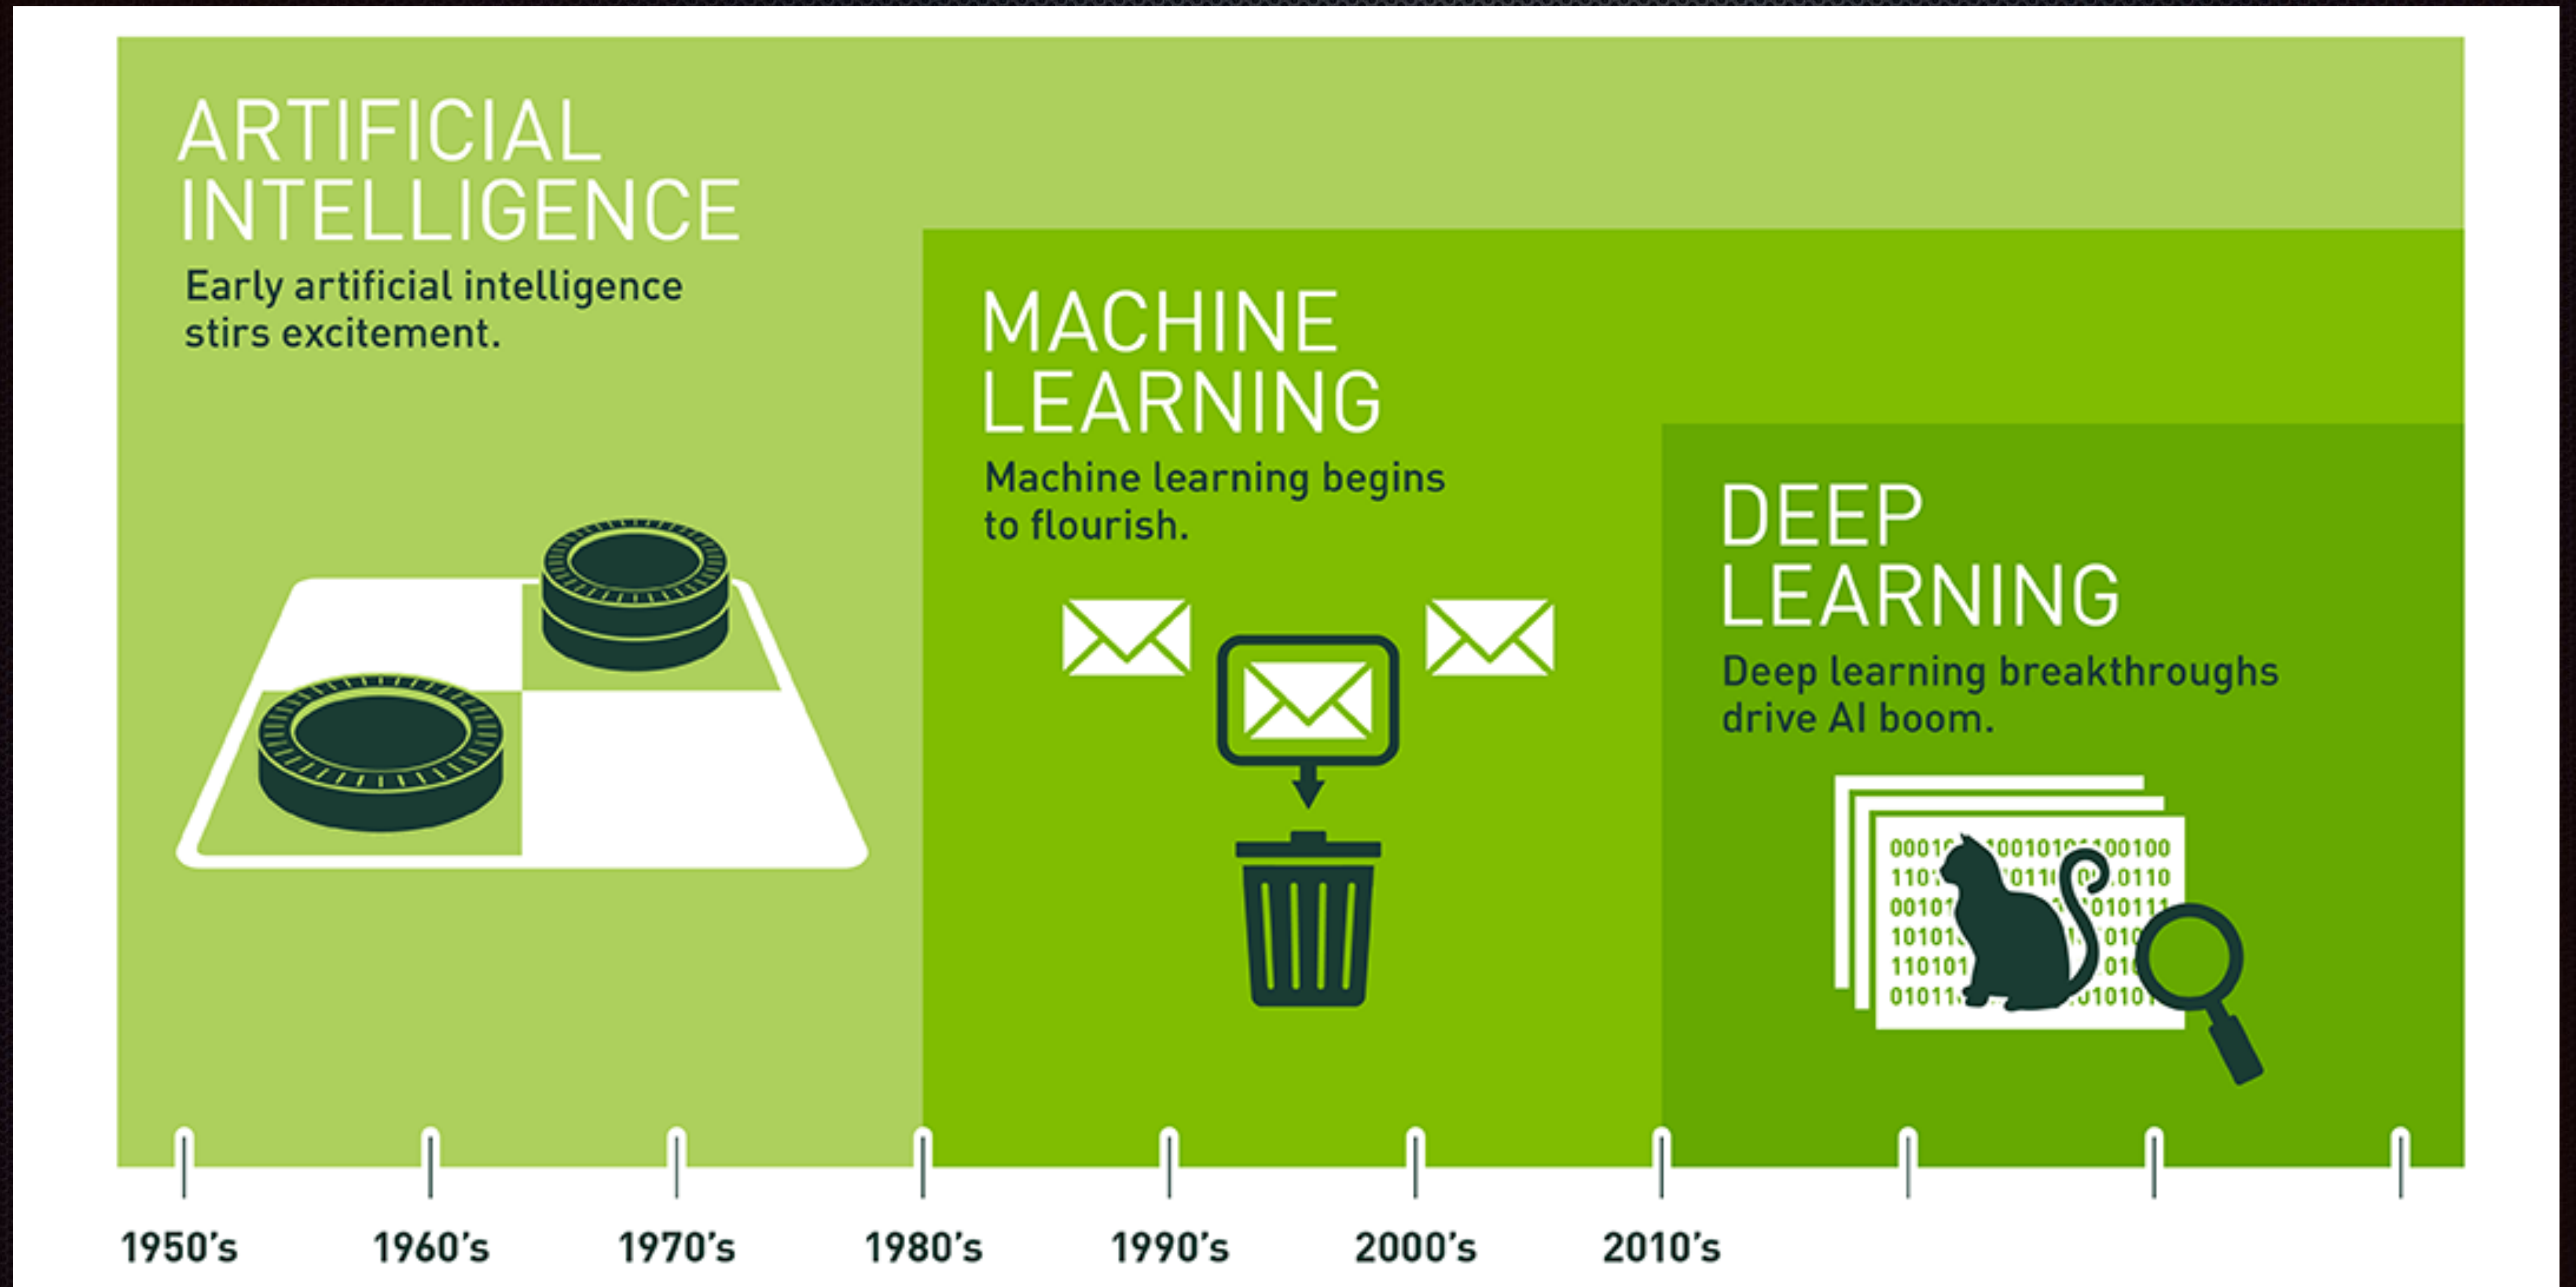 ARTIFICIAL
INTELLIGENCE
Early artificial intelligence
stirs excitement.
MACHINE
LEARNING
Machine learning begins
to flourish.
DEEP
LEARNING
Deep learning breakthroughs
drive AI boom.
1950's
1960's
1970's
1980's
1990's
2000's
2010's